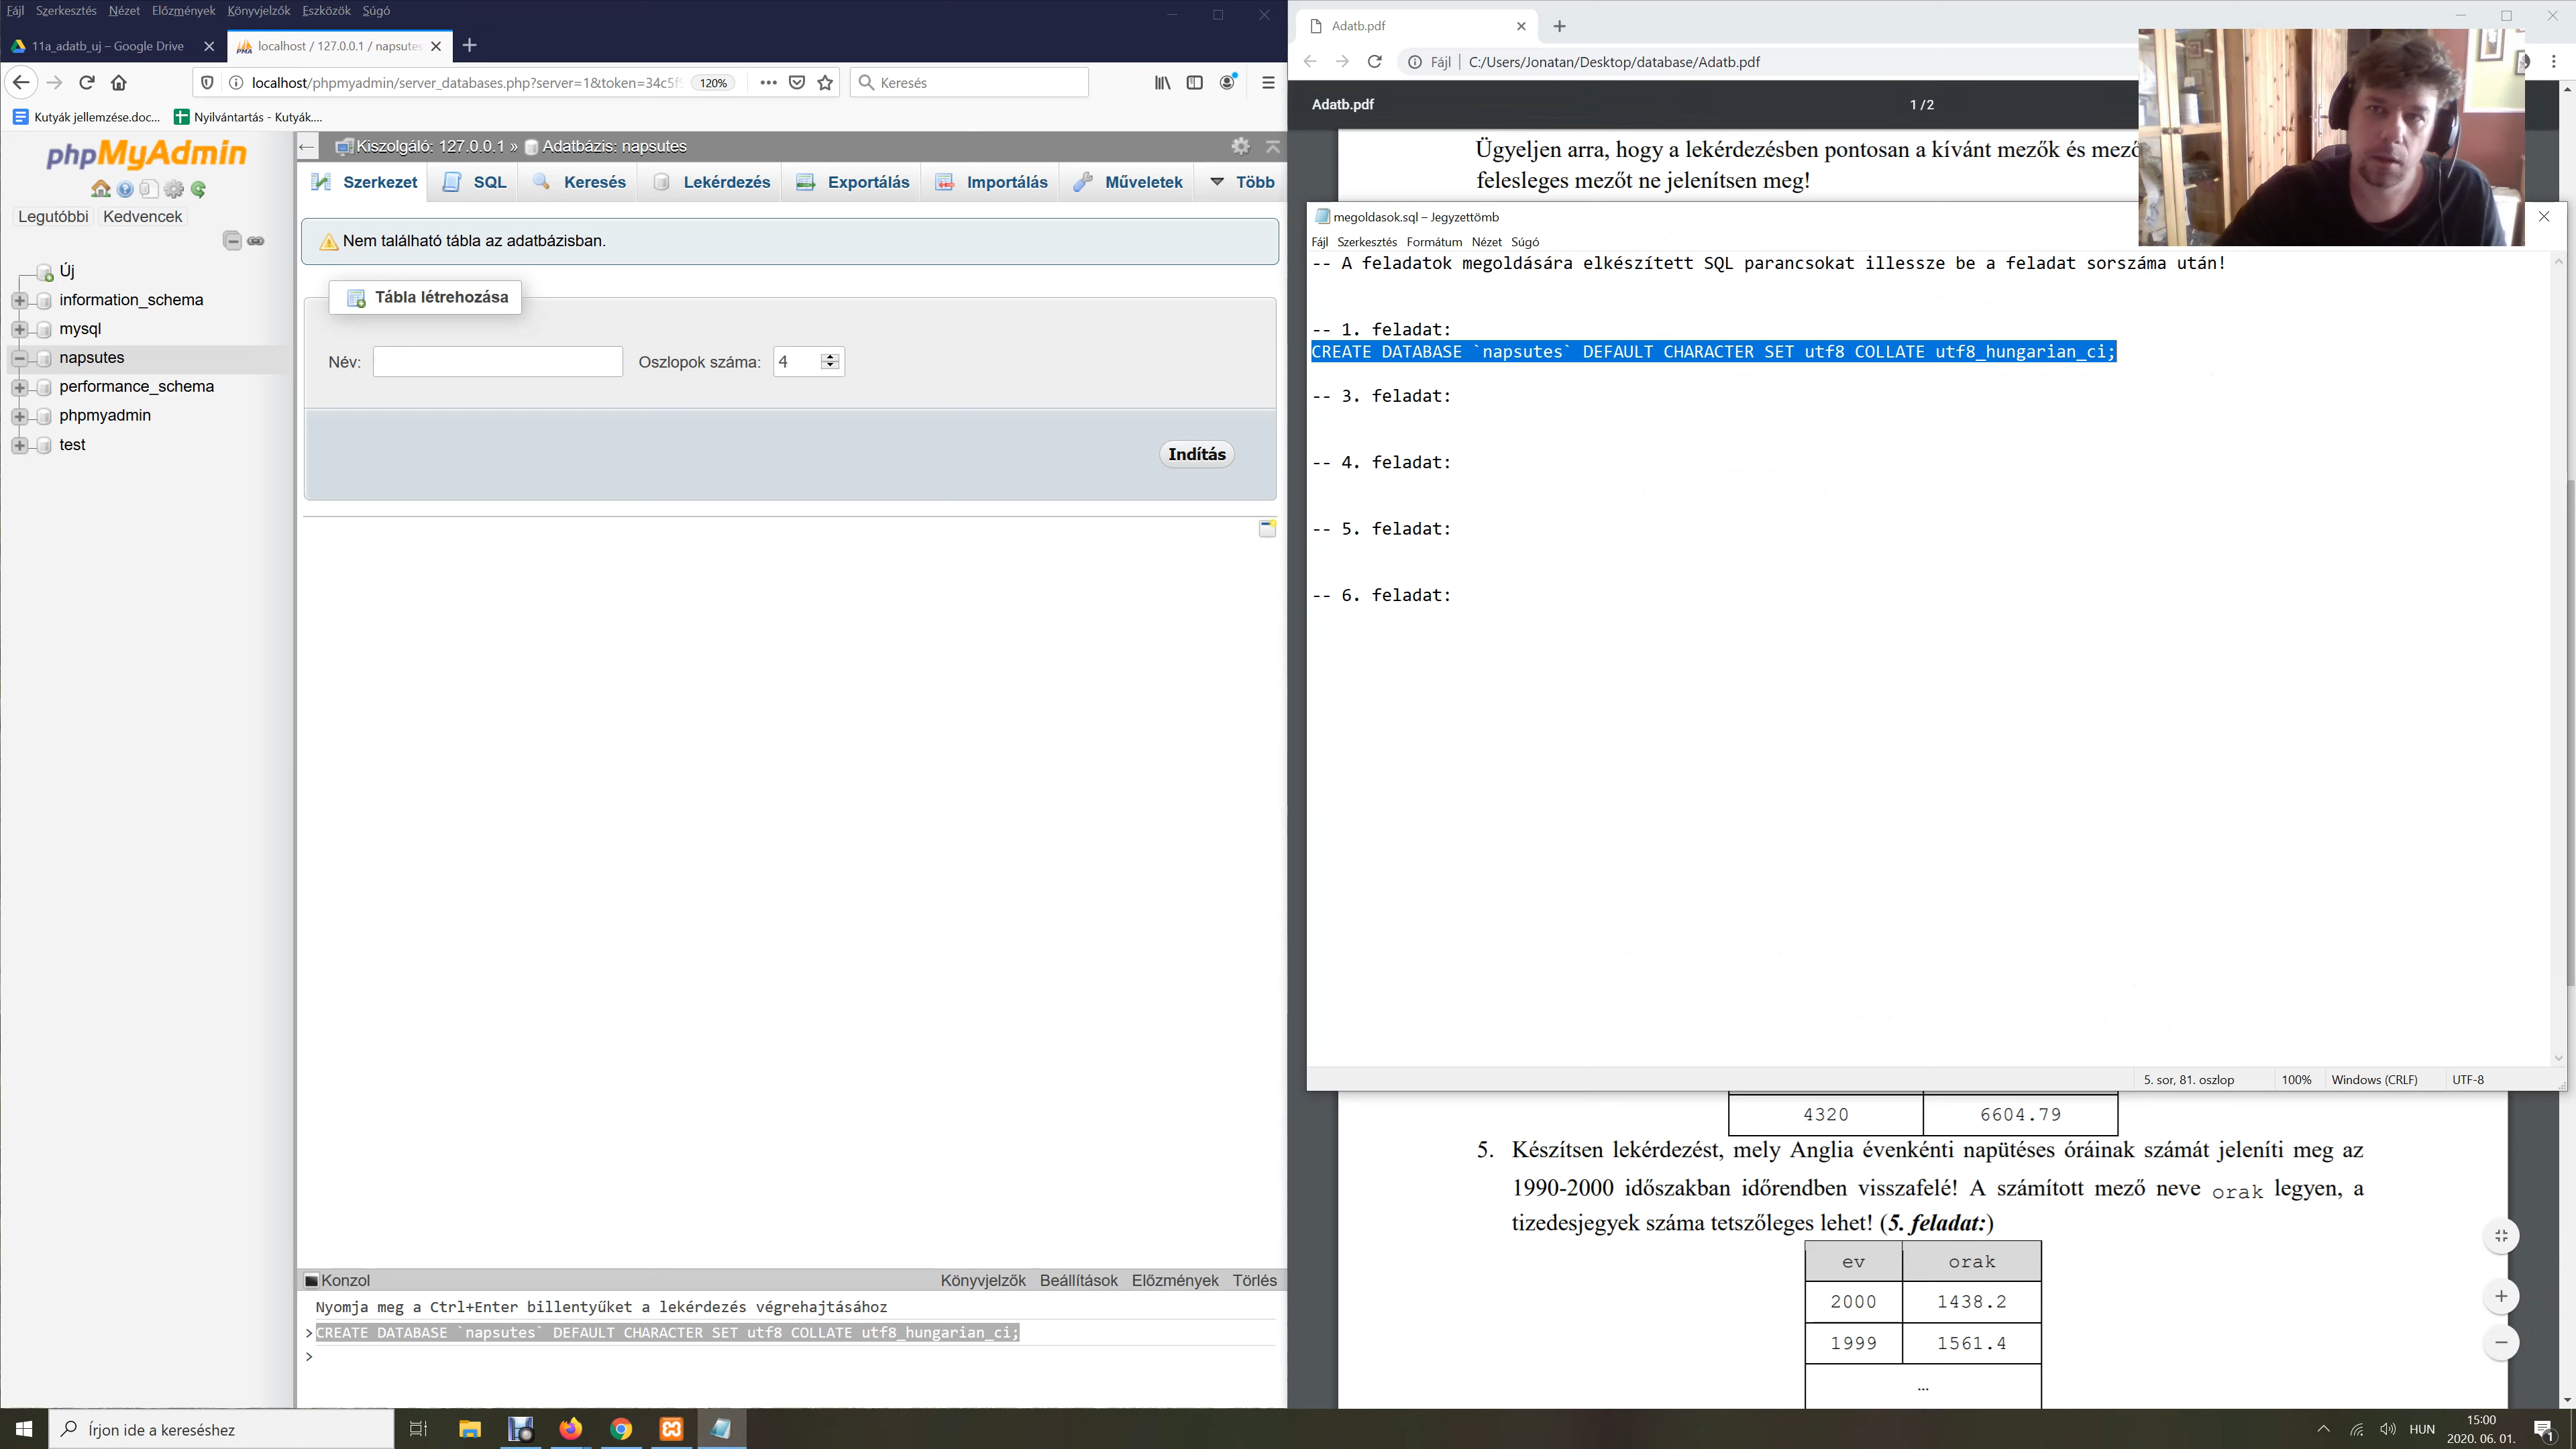 Fájl Szerkesztés Nézet Előzmények Könyvjelzők Eszközök Súgó
11a_adatb_uj – Google Drive
localhost / 127.0.0.1 / napsutes
localhost/phpmyadmin/server_databases.php?server=1&token=34c5f
120%
Keresés
Kutyák jellemzése.doc...
Nyilvántartás - Kutyák....
phpMyAdmin
Legutóbbi
Kedvencek
Új
information_schema
mysql
napsutes
performance_schema
phpmyadmin
test
Kiszolgáló: 127.0.0.1 » Adatbázis: napsutes
Szerkezet
SQL
Keresés
Lekérdezés
Exportálás
Importálás
Műveletek
Több
Nem található tábla az adatbázisban.
Tábla létrehozása
Név:
Oszlopok száma:
4
Indítás
Konzol
Könyvjelzők Beállítások Előzmények Törlés
Nyomja meg a Ctrl+Enter billentyűket a lekérdezés végrehajtásához
>CREATE DATABASE `napsutes` DEFAULT CHARACTER SET utf8 COLLATE utf8_hungarian_ci;
>
Adatb.pdf
Fájl
C:/Users/Jonatan/Desktop/database/Adatb.pdf
Adatb.pdf
1 / 2
Ügyeljen arra, hogy a lekérdezésben pontosan a kívánt mezők és mező
felesleges mezőt ne jelenítsen meg!
megoldasok.sql – Jegyzettömb
Fájl Szerkesztés Formátum Nézet Súgó
-- A feladatok megoldására elkészített SQL parancsokat illessze be a feladat sorszáma után!
-- 1. feladat:
CREATE DATABASE `napsutes` DEFAULT CHARACTER SET utf8 COLLATE utf8_hungarian_ci;
-- 3. feladat:
-- 4. feladat:
-- 5. feladat:
-- 6. feladat:
5. sor, 81. oszlop
100%
Windows (CRLF)
UTF-8
4320
6604.79
5. Készítsen lekérdezést, mely Anglia évenkénti napütéses óráinak számát jeleníti meg az
1990-2000 időszakban időrendben visszafelé! A számított mező neve orak legyen, a
tizedesjegyek száma tetszőleges lehet! (5. feladat:)
ev
orak
2000
1438.2
1999
1561.4
...
Írjon ide a kereséshez
HUN
15:00
2020. 06. 01.
1